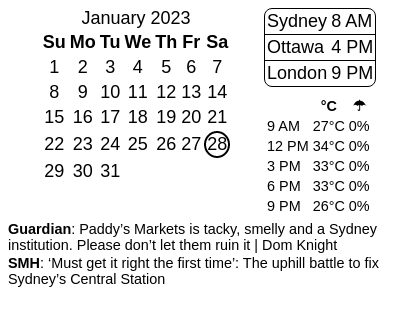 January 2023
Su Mo Tu We Th Fr Sa
1 2 3 4 5 6 7
8 9 10 11 12 13 14
15 16 17 18 19 20 21
22 23 24 25 26 27 28
29 30 31
Sydney 8 AM
Ottawa 4 PM
London 9 PM
°C ☂
9 AM 27°C 0%
12 PM 34°C 0%
3 PM 33°C 0%
6 PM 33°C 0%
9 PM 26°C 0%
Guardian: Paddy’s Markets is tacky, smelly and a Sydney
institution. Please don’t let them ruin it | Dom Knight
SMH: ‘Must get it right the first time’: The uphill battle to fix
Sydney’s Central Station